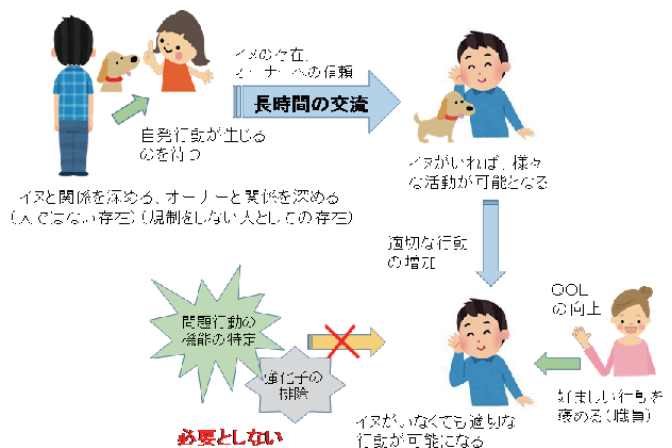 イヌの存在、
オーナーへの信頼
長時間の交流
自発行動が生じる
のを待つ
イヌと関係を深める、オーナーと関係を深める
(人ではない存在)(規制をしない人としての存在)
イヌがいれば、様々
な活動が可能となる
適切な行動
の増加
問題行動の
機能の特定
強化子の
排除
必要としない
QOL
の向上
好ましい行動を
褒める(職員)
イヌがいなくても適切な
行動が可能になる